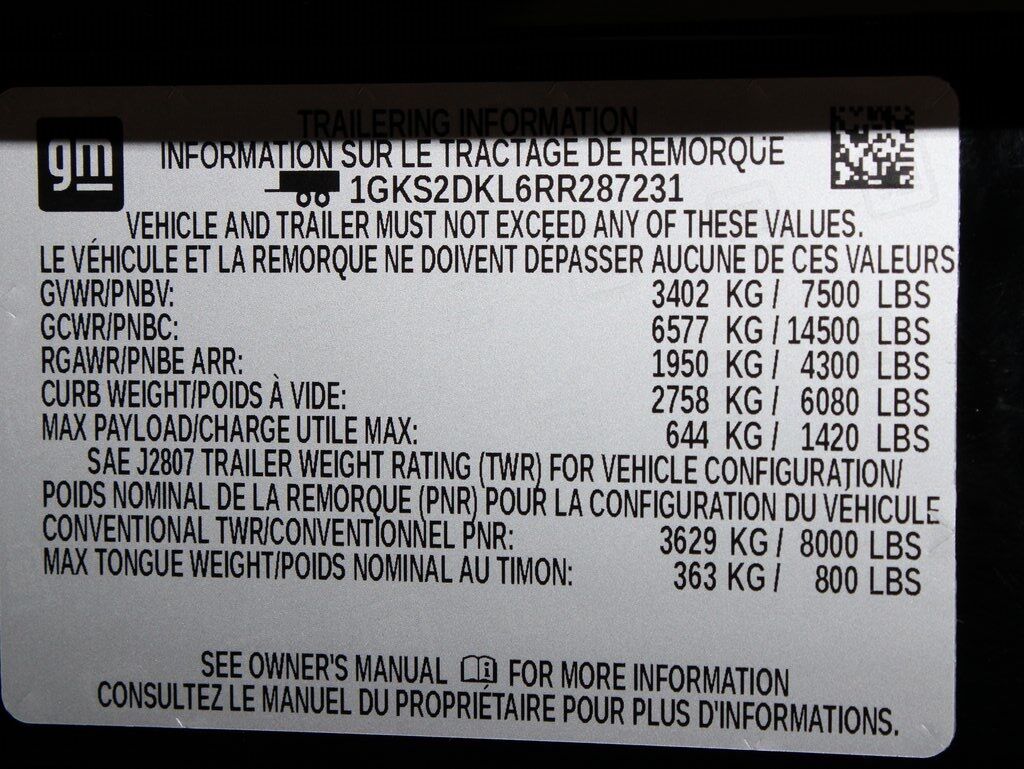 gm
TRAILERING INFORMATION
INFORMATION SUR LE TRACTAGE DE REMORQUE
1GKS2DKL6RR287231
VEHICLE AND TRAILER MUST NOT EXCEED ANY OF THESE VALUES.
LE VÉHICULE ET LA REMORQUE NE DOIVENT DÉPASSER AUCUNE DE CES VALEURS
GVWR/PNBV: 3402 KG / 7500 LBS
GCWR/PNBC: 6577 KG / 14500 LBS
RGAWR/PNBE ARR: 1950 KG / 4300 LBS
CURB WEIGHT/POIDS À VIDE: 2758 KG / 6080 LBS
MAX PAYLOAD/CHARGE UTILE MAX: 644 KG / 1420 LBS
SAE J2807 TRAILER WEIGHT RATING (TWR) FOR VEHICLE CONFIGURATION/
POIDS NOMINAL DE LA REMORQUE (PNR) POUR LA CONFIGURATION DU VÉHICULE
CONVENTIONAL TWR/CONVENTIONNEL PNR: 3629 KG / 8000 LBS
MAX TONGUE WEIGHT/POIDS NOMINAL AU TIMON: 363 KG / 800 LBS
SEE OWNER'S MANUAL FOR MORE INFORMATION
CONSULTEZ LE MANUEL DU PROPRIÉTAIRE POUR PLUS D'INFORMATIONS.